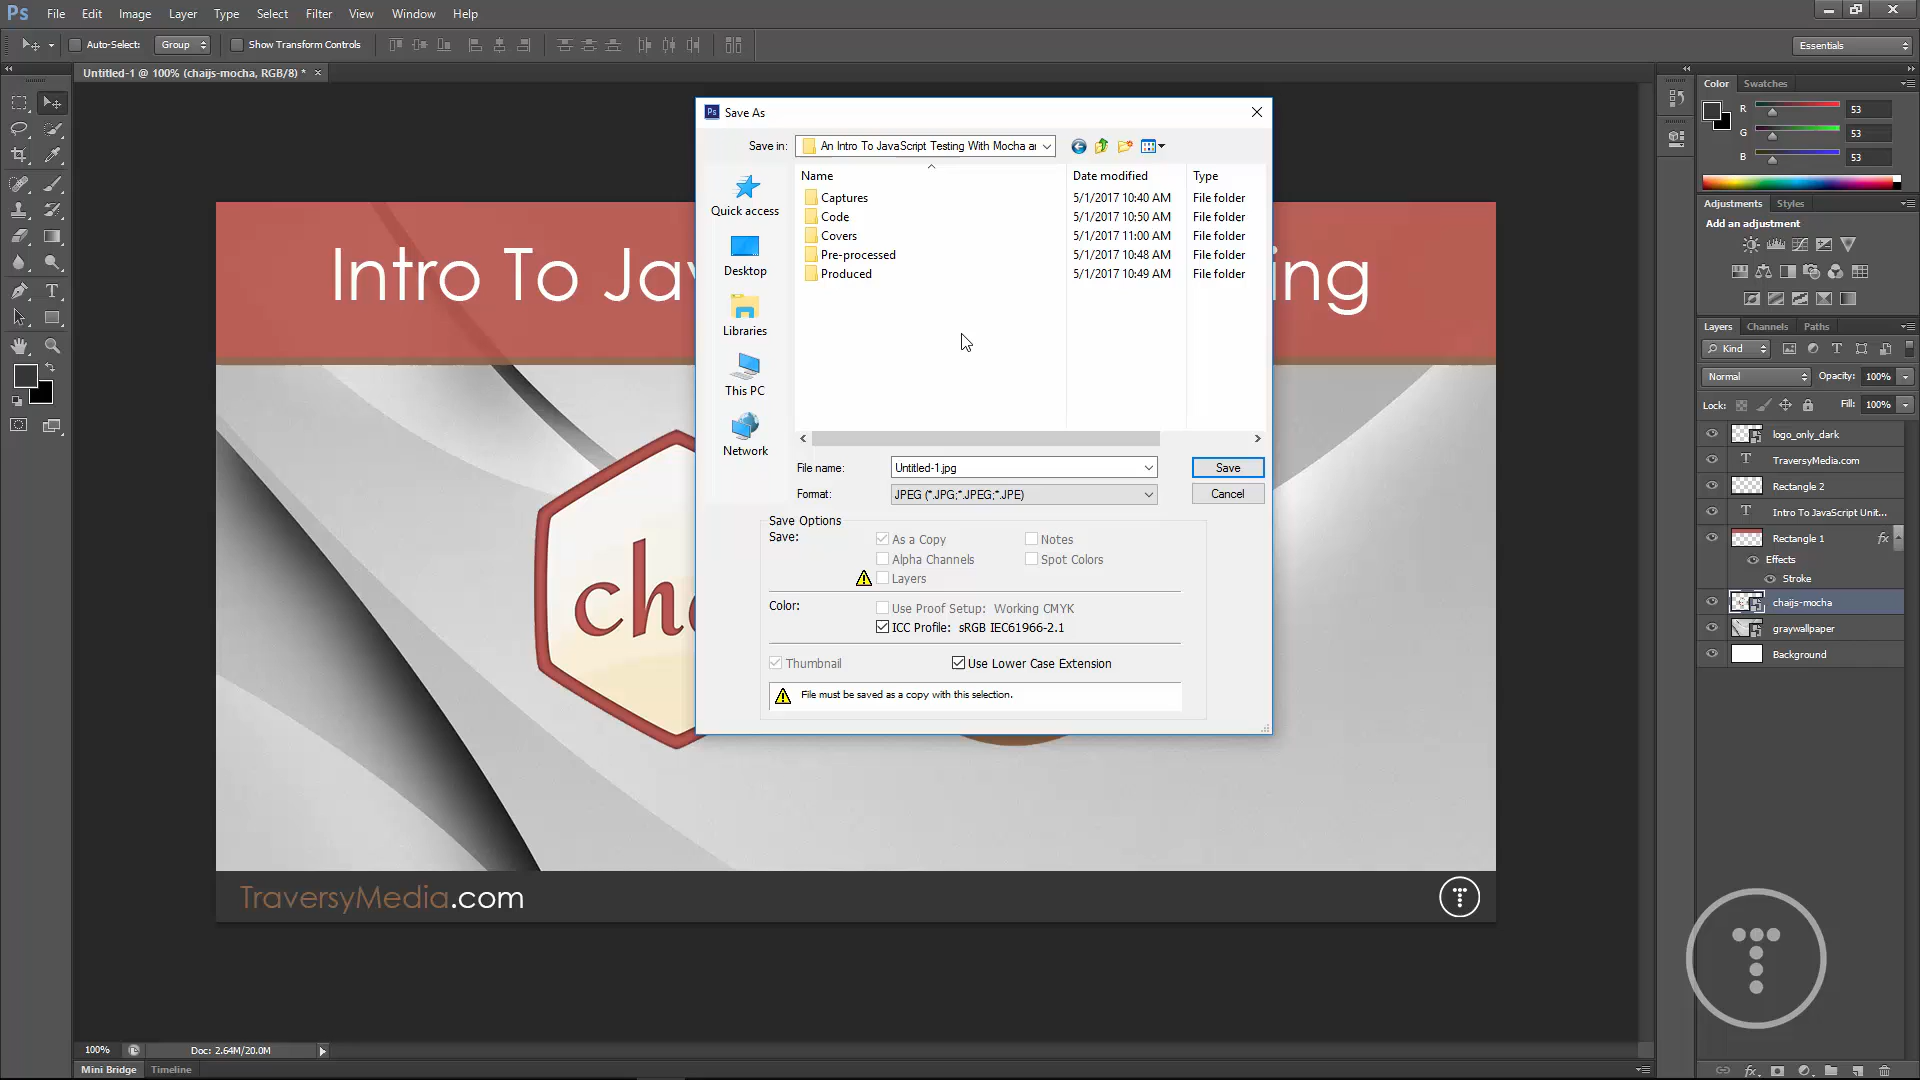 Ps File Edit Image Layer Type Select Filter View Window Help
Auto-Select: Group Show Transform Controls Essentials
Untitled-1 @ 100% (chaijs-mocha, RGB/8) * ×
Intro To Jav
ing
cha
TraversyMedia.com
Save As
Save in: An Intro To JavaScript Testing With Mocha a
Quick access
Desktop
Libraries
This PC
Network
Name Date modified Type
Captures 5/1/2017 10:40 AM File folder
Code 5/1/2017 10:50 AM File folder
Covers 5/1/2017 11:00 AM File folder
Pre-processed 5/1/2017 10:48 AM File folder
Produced 5/1/2017 10:49 AM File folder
File name: Untitled-1.jpg Save
Format: JPEG (*.JPG;*.JPEG;*.JPE) Cancel
Save Options
Save: As a Copy Notes
Alpha Channels Spot Colors
Layers
Color: Use Proof Setup: Working CMYK
ICC Profile: sRGB IEC61966-2.1
Thumbnail Use Lower Case Extension
File must be saved as a copy with this selection.
Color Swatches
R 53
G 53
B 53
Adjustments Styles
Add an adjustment
Layers Channels Paths
Kind
Normal Opacity: 100%
Lock: Fill: 100%
logo_only_dark
TraversyMedia.com
Rectangle 2
Intro To JavaScript Unit...
Rectangle 1 fx
Effects
Stroke
chaijs-mocha
graywallpaper
Background
100% Doc: 2.64M/20.0M
Mini Bridge Timeline